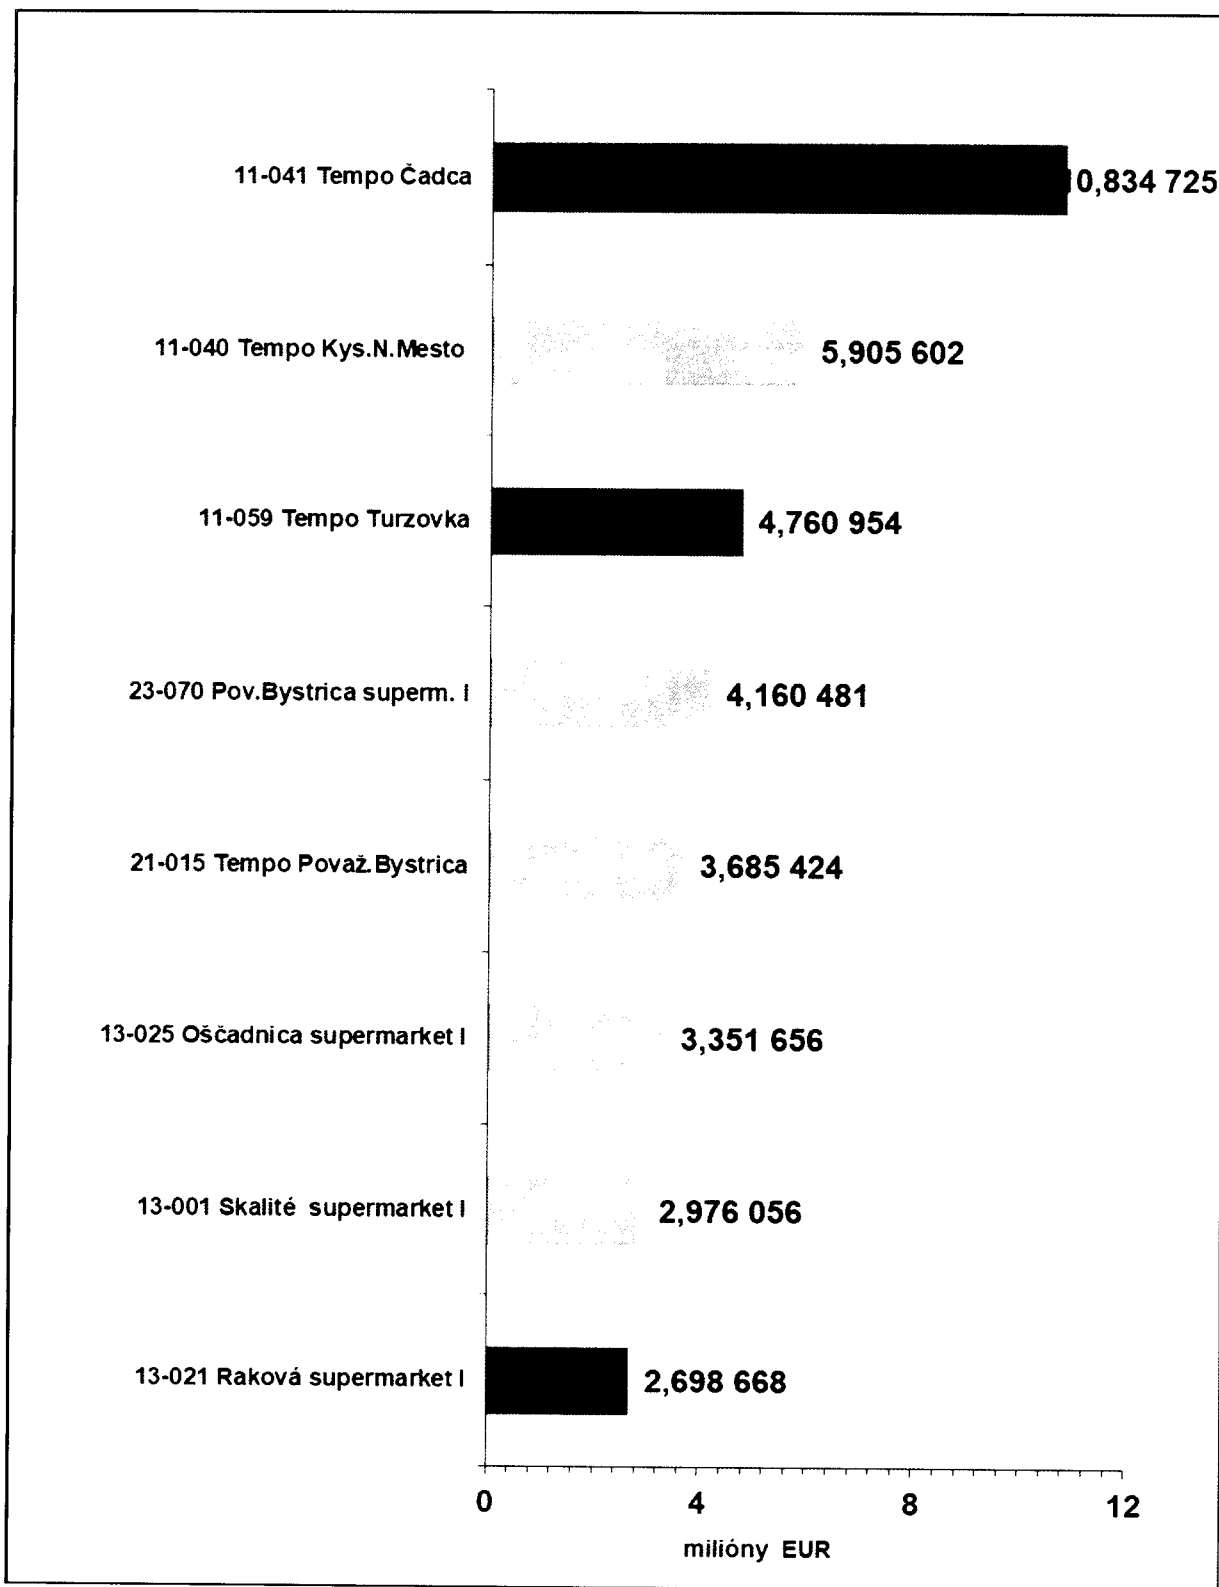 11-041 Tempo Čadca
10,834 725
11-040 Tempo Kys.N.Mesto
5,905 602
11-059 Tempo Turzovka
4,760 954
23-070 Pov.Bystrica superm. I
4,160 481
21-015 Tempo Považ.Bystrica
3,685 424
13-025 Oščadnica supermarket I
3,351 656
13-001 Skalité supermarket I
2,976 056
13-021 Raková supermarket I
2,698 668
0 4 8 12
milióny EUR